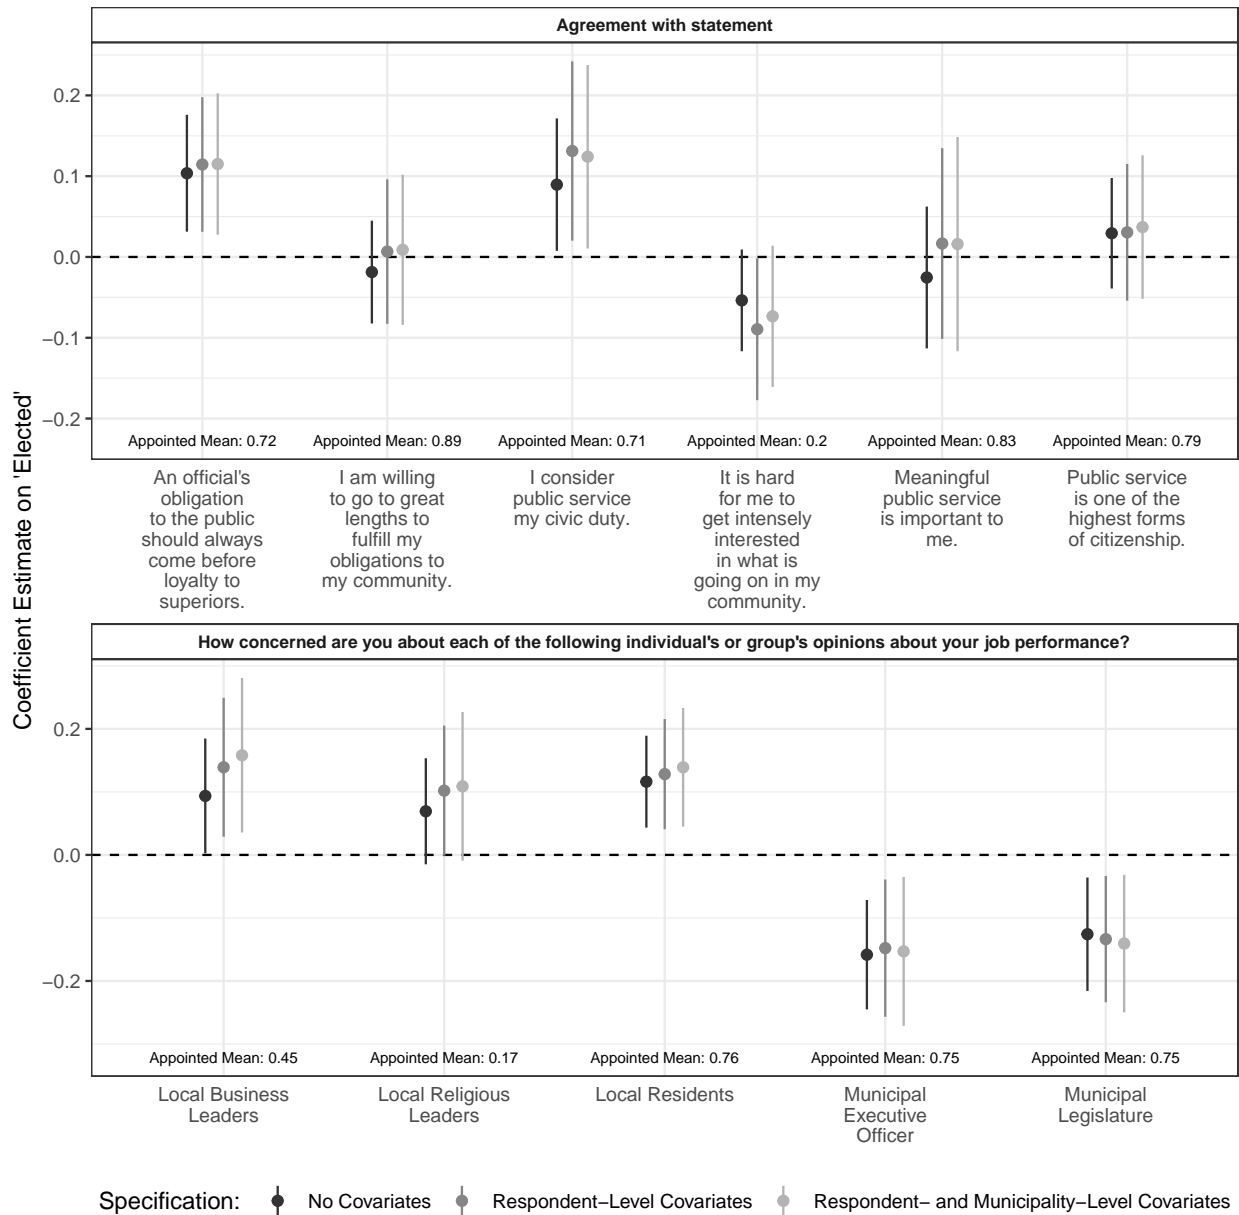 Agreement with statement
0.2
0.1
0.0
−0.1
−0.2
Appointed Mean: 0.72
Appointed Mean: 0.89
Appointed Mean: 0.71
Appointed Mean: 0.2
Appointed Mean: 0.83
Appointed Mean: 0.79
An official's
obligation
to the public
should always
come before
loyalty to
superiors.
I am willing
to go to great
lengths to
fulfill my
obligations to
my community.
I consider
public service
my civic duty.
It is hard
for me to
get intensely
interested
in what is
going on in my
community.
Meaningful
public service
is important to
me.
Public service
is one of the
highest forms
of citizenship.
Coefficient Estimate on 'Elected'
How concerned are you about each of the following individual's or group's opinions about your job performance?
0.2
0.0
−0.2
Appointed Mean: 0.45
Appointed Mean: 0.17
Appointed Mean: 0.76
Appointed Mean: 0.75
Appointed Mean: 0.75
Local Business
Leaders
Local Religious
Leaders
Local Residents
Municipal
Executive
Officer
Municipal
Legislature
Specification: No Covariates Respondent−Level Covariates Respondent− and Municipality−Level Covariates